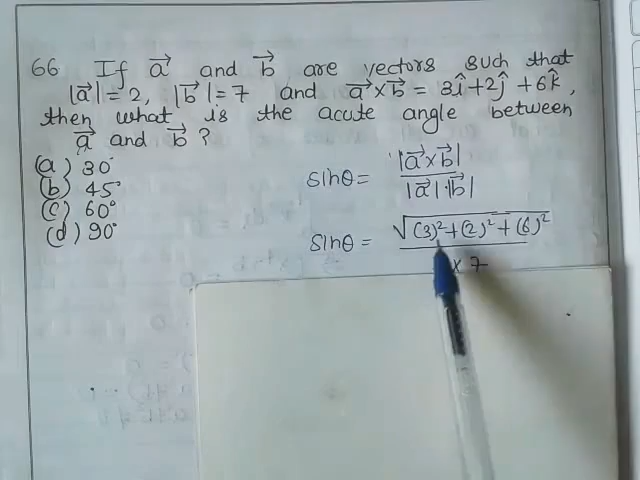 66 If a⃗ and b⃗ are vectors such that
|a⃗| = 2, |b⃗| = 7 and a⃗×b⃗ = 3î+2ĵ+6k̂,
then what is the acute angle between
a⃗ and b⃗ ?
(a) 30°
(b) 45°
(c) 60°
(d) 90°
sinθ = |a⃗×b⃗| / |a⃗|·|b⃗|
sinθ = √(3)²+(2)²+(6)² / × 7